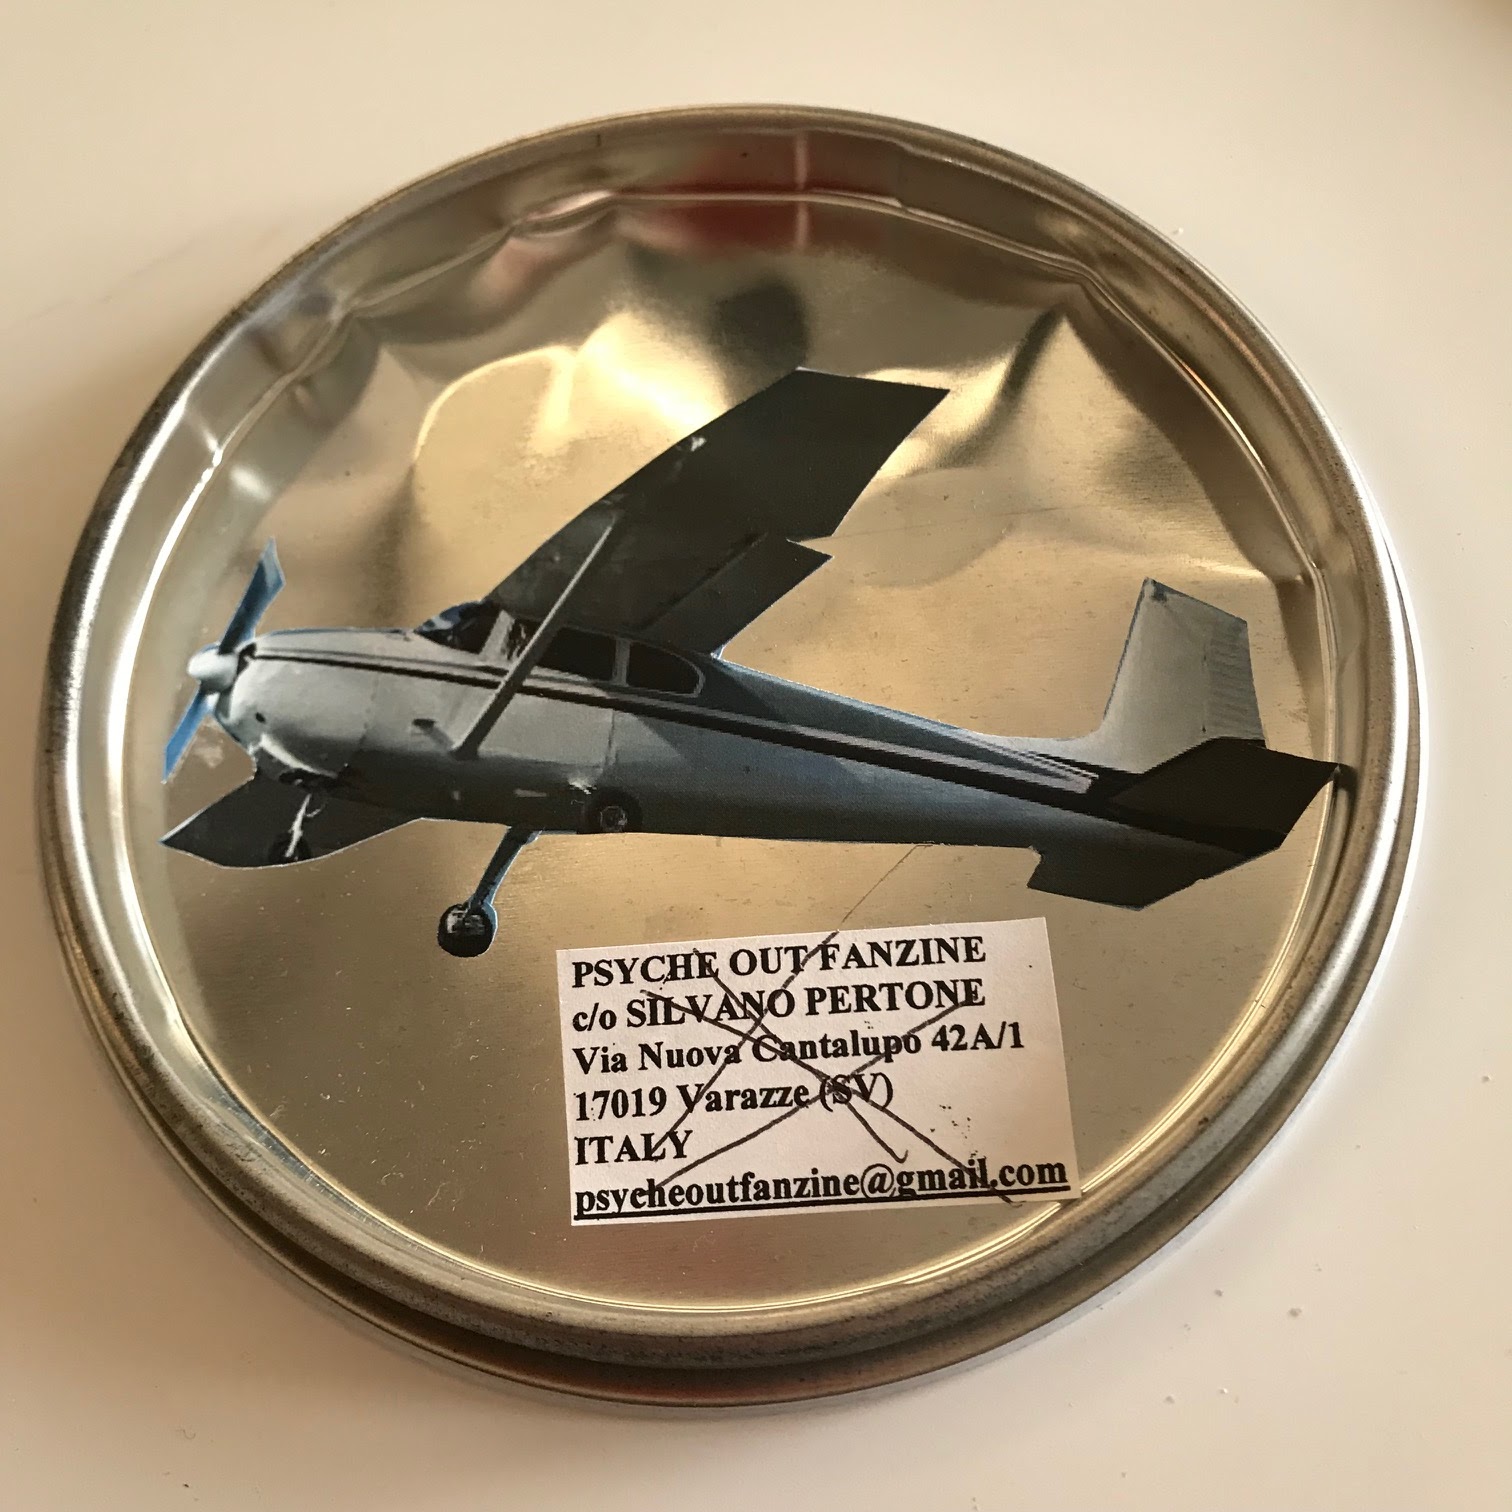 PSYCHE OUT FANZINE
c/o SILVANO PERTONE
Via Nuova Cantalupo 42A/1
17019 Varazze (SV)
ITALY
psycheoutfanzine@gmail.com